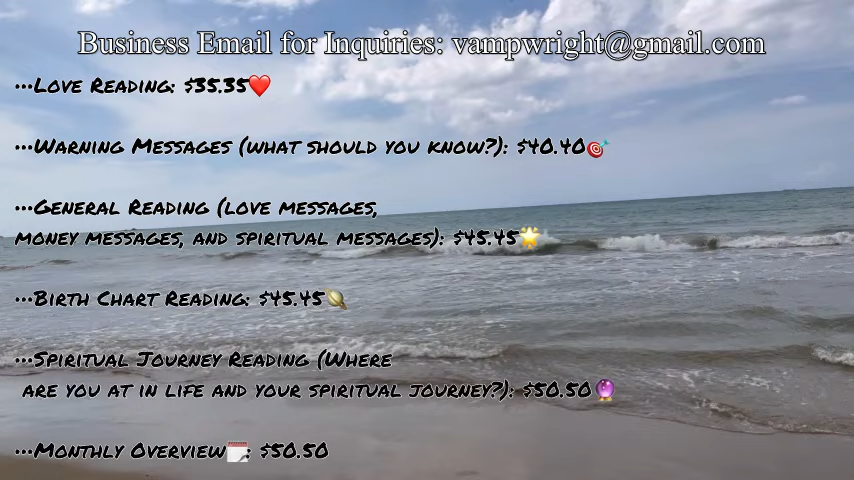 Business Email for Inquiries: vampwright@gmail.com
•••Love Reading: $35.35❤️
•••Warning Messages (what should you know?): $40.40🎯
•••General Reading (love messages,
money messages, and spiritual messages): $45.45🌟
•••Birth Chart Reading: $45.45🪐
•••Spiritual Journey Reading (Where
are you at in life and your spiritual journey?): $50.50🔮
•••Monthly Overview🗓️: $50.50